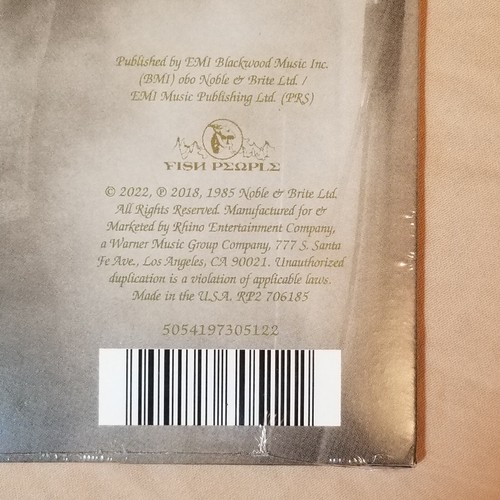 Published by EMI Blackwood Music Inc.
(BMI) obo Noble & Brite Ltd. /
EMI Music Publishing Ltd. (PRS)
FISH PEOPLE
© 2022, ℗ 2018, 1985 Noble & Brite Ltd.
All Rights Reserved. Manufactured for &
Marketed by Rhino Entertainment Company,
a Warner Music Group Company, 777 S. Santa
Fe Ave., Los Angeles, CA 90021. Unauthorized
duplication is a violation of applicable laws.
Made in the U.S.A. RP2 706185
5054197305122